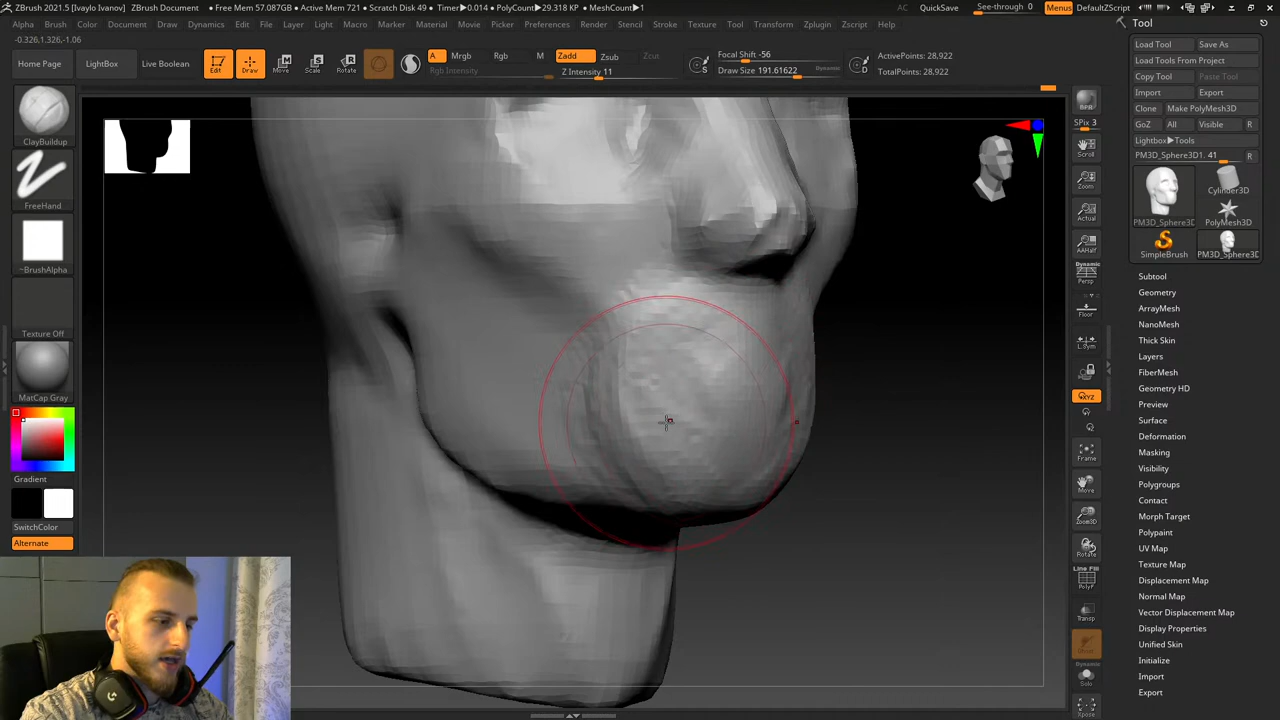 ZBrush 2021.5 [Ivaylo Ivanov] ZBrush Document • Free Mem 57.087GB • Active Mem 721 • Scratch Disk 49 • Timer▶0.014 • PolyCount▶29.318 KP • MeshCount▶1 AC QuickSave See-through 0 Menus DefaultZScript
Alpha Brush Color Document Draw Dynamics Edit File Layer Light Macro Marker Material Movie Picker Preferences Render Stencil Stroke Texture Tool Transform Zplugin Zscript Help
-0.326,1.326,-1.06
Home Page LightBox Live Boolean
Edit Draw Move Scale Rotate
A Mrgb Rgb M
Rgb Intensity
Zadd Zsub Zcut
Z Intensity 11
S
Focal Shift -56
Draw Size 191.61622 Dynamic
D
ActivePoints: 28,922
TotalPoints: 28,922
ClayBuildup
FreeHand
~BrushAlpha
Texture Off
MatCap Gray
Gradient
SwitchColor
Alternate
BPR
SPix 3
Scroll
Zoom
Actual
AAHalf
Dynamic
Persp
Floor
L.Sym
XYZ
Frame
Move
Zoom3D
Rotate
Line Fill
PolyF
Transp
Dynamic
Solo
Xpose
Tool
Load Tool Save As
Load Tools From Project
Copy Tool Paste Tool
Import Export
Clone Make PolyMesh3D
GoZ All Visible R
Lightbox▶Tools
PM3D_Sphere3D1. 41 R
PM3D_Sphere3D
Cylinder3D
PolyMesh3D
SimpleBrush
PM3D_Sphere3D
Subtool
Geometry
ArrayMesh
NanoMesh
Thick Skin
Layers
FiberMesh
Geometry HD
Preview
Surface
Deformation
Masking
Visibility
Polygroups
Contact
Morph Target
Polypaint
UV Map
Texture Map
Displacement Map
Normal Map
Vector Displacement Map
Display Properties
Unified Skin
Initialize
Import
Export